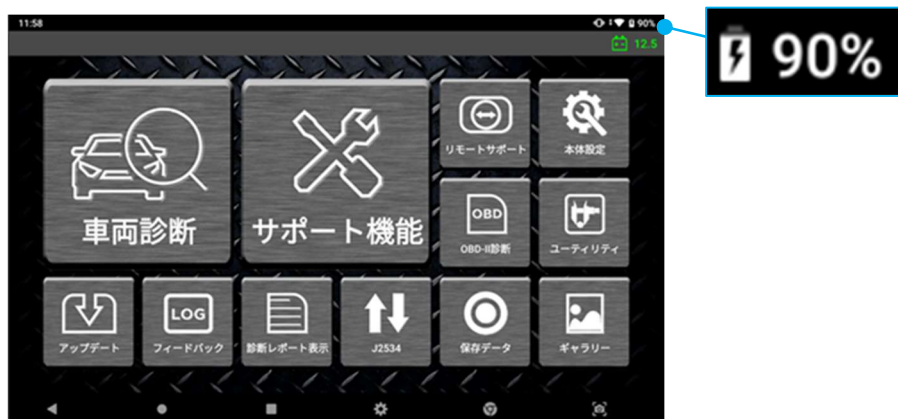 11:58
90%
90%
12.5
車両診断
サポート機能
リモートサポート
本体設定
OBD
OBD-II診断
ユーティリティ
アップデート
LOG
フィードバック
診断レポート表示
J2534
保存データ
ギャラリー